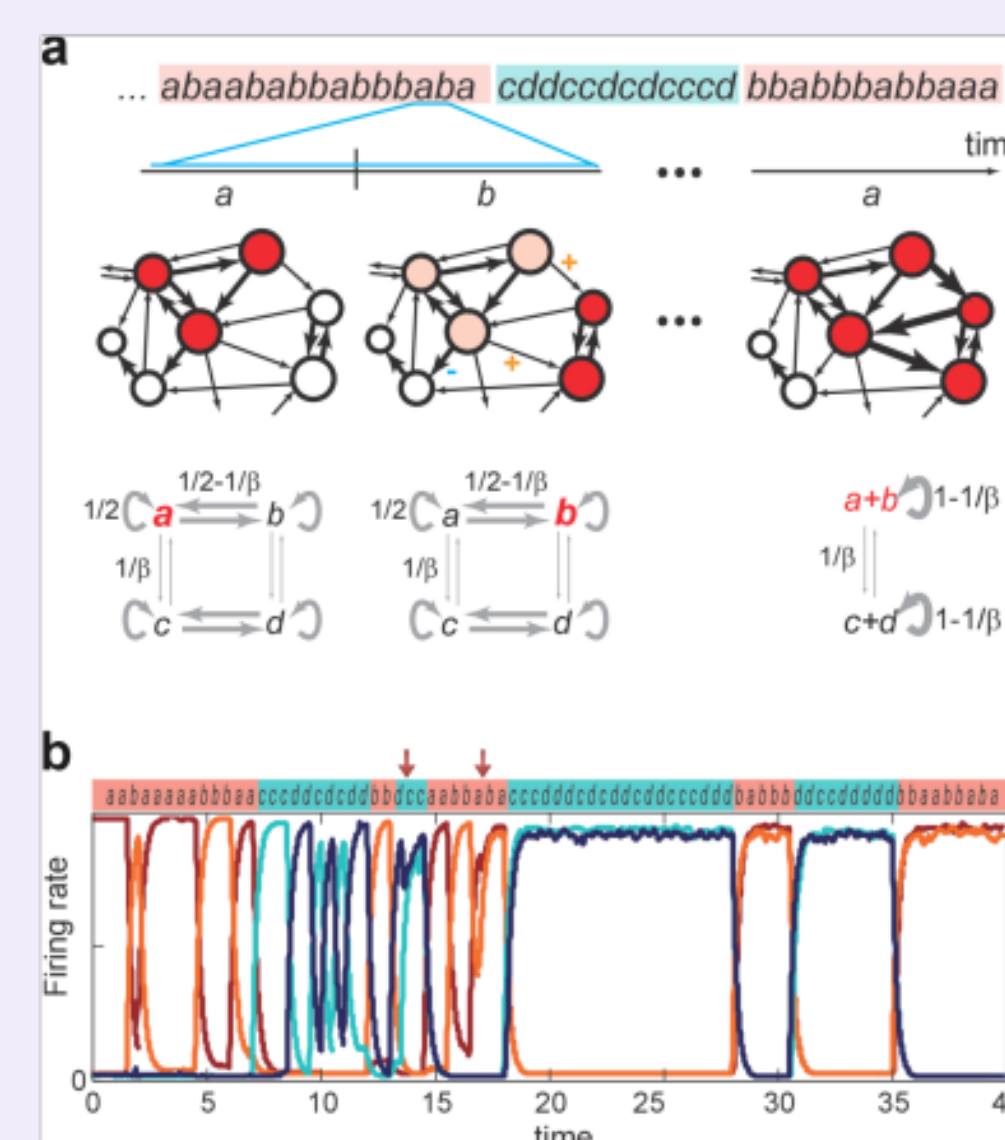 a
... abaababbabbbaba cddccdcdcccd bbabbbabbaaa
tim
a b ... a
+
...
+
-
1/2-1/β 1/2-1/β
1/2 a b 1/2 a b a+b 1-1/β
1/β 1/β 1/β
c d c d c+d 1-1/β
b
Firing rate
0
0 5 10 15 20 25 30 35 4
time